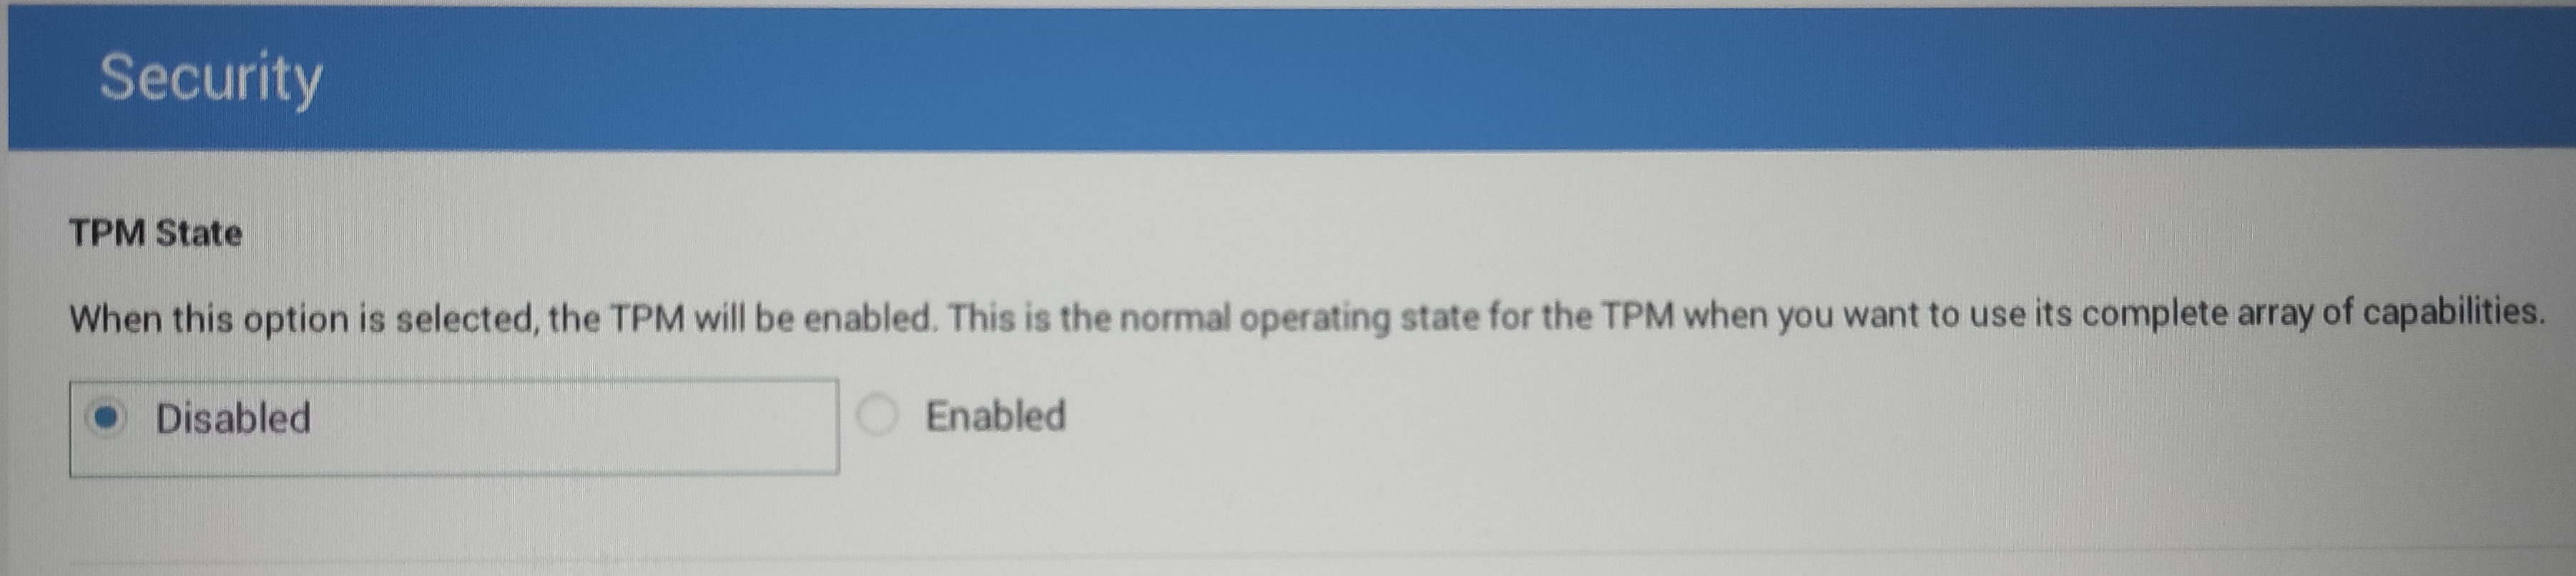 Security
TPM State
When this option is selected, the TPM will be enabled. This is the normal operating state for the TPM when you want to use its complete array of capabilities.
Disabled
Enabled